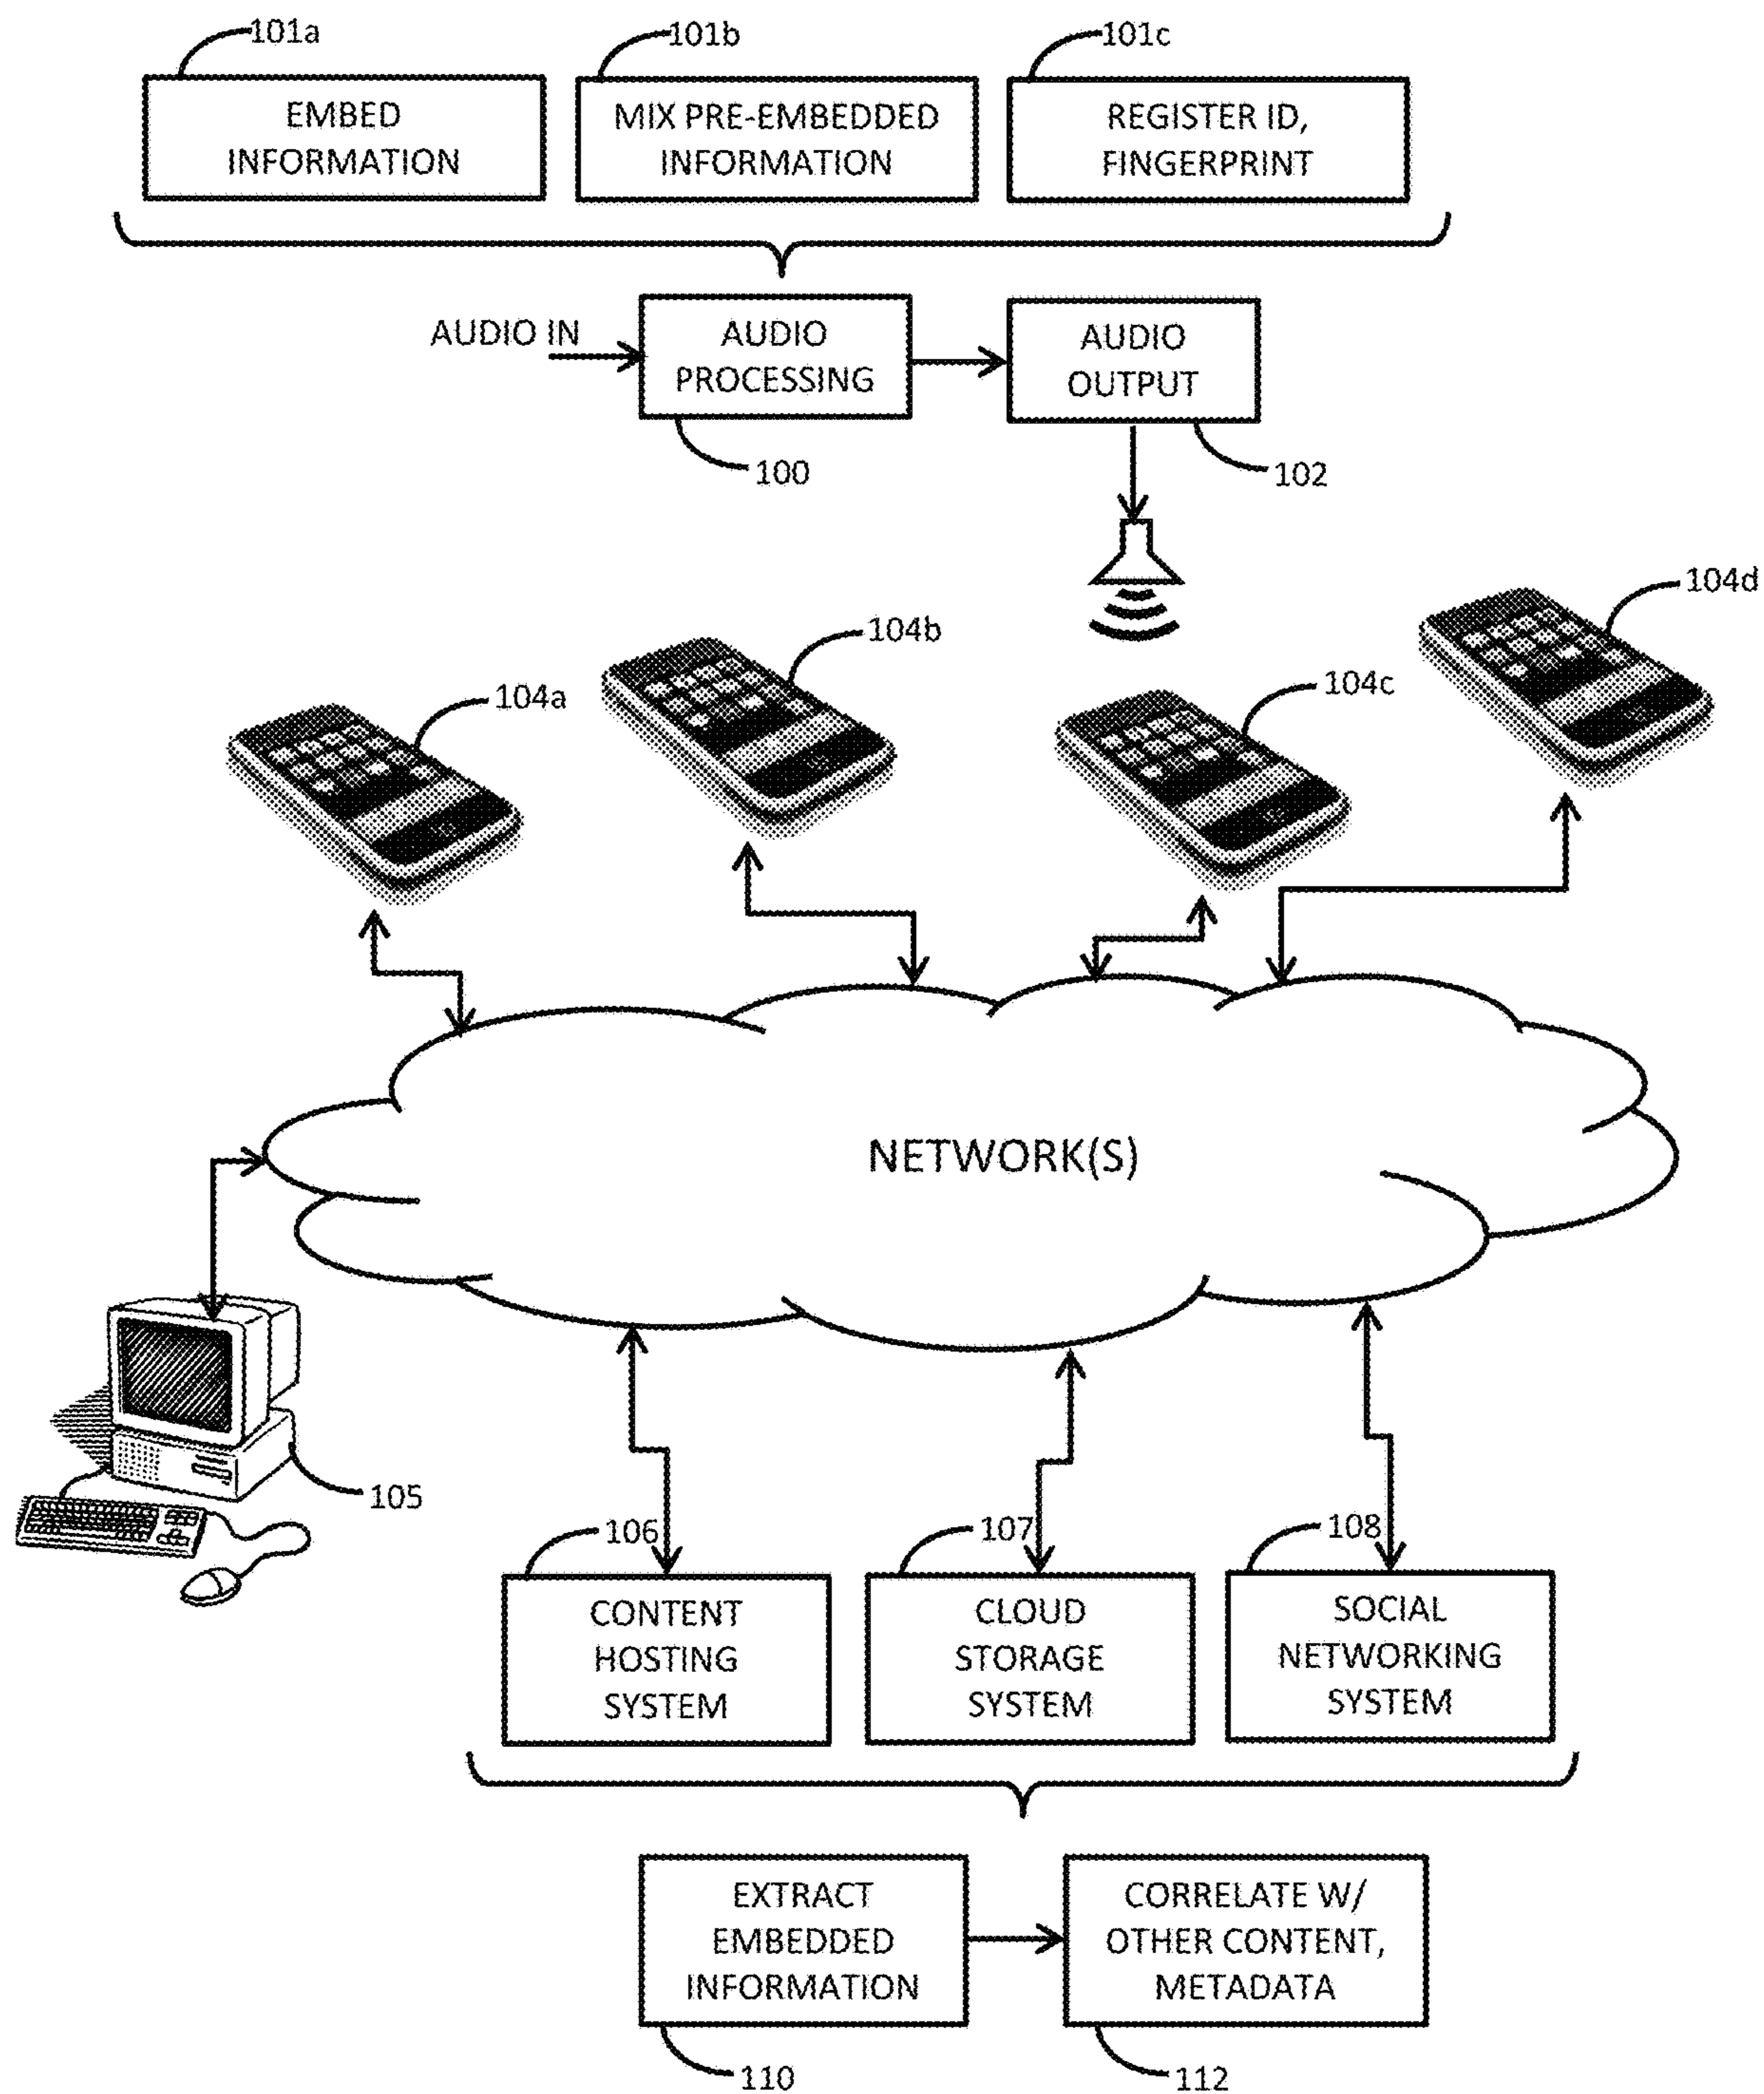 101a
101b
101c
EMBED
INFORMATION
MIX PRE-EMBEDDED
INFORMATION
REGISTER ID,
FINGERPRINT
AUDIO IN
AUDIO
PROCESSING
AUDIO
OUTPUT
100
102
104a
104b
104c
104d
NETWORK(S)
105
106
107
108
CONTENT
HOSTING
SYSTEM
CLOUD
STORAGE
SYSTEM
SOCIAL
NETWORKING
SYSTEM
EXTRACT
EMBEDDED
INFORMATION
CORRELATE W/
OTHER CONTENT,
METADATA
110
112